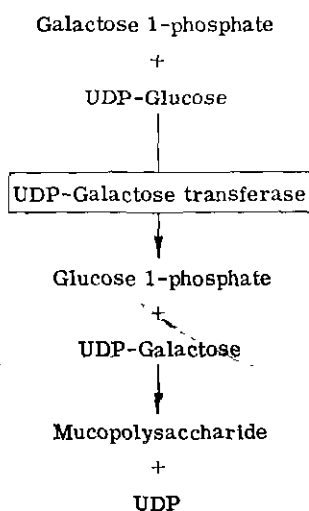 Galactose 1-phosphate
+
UDP-Glucose
UDP-Galactose transferase
Glucose 1-phosphate
+
UDP-Galactose
Mucopolysaccharide
+
UDP